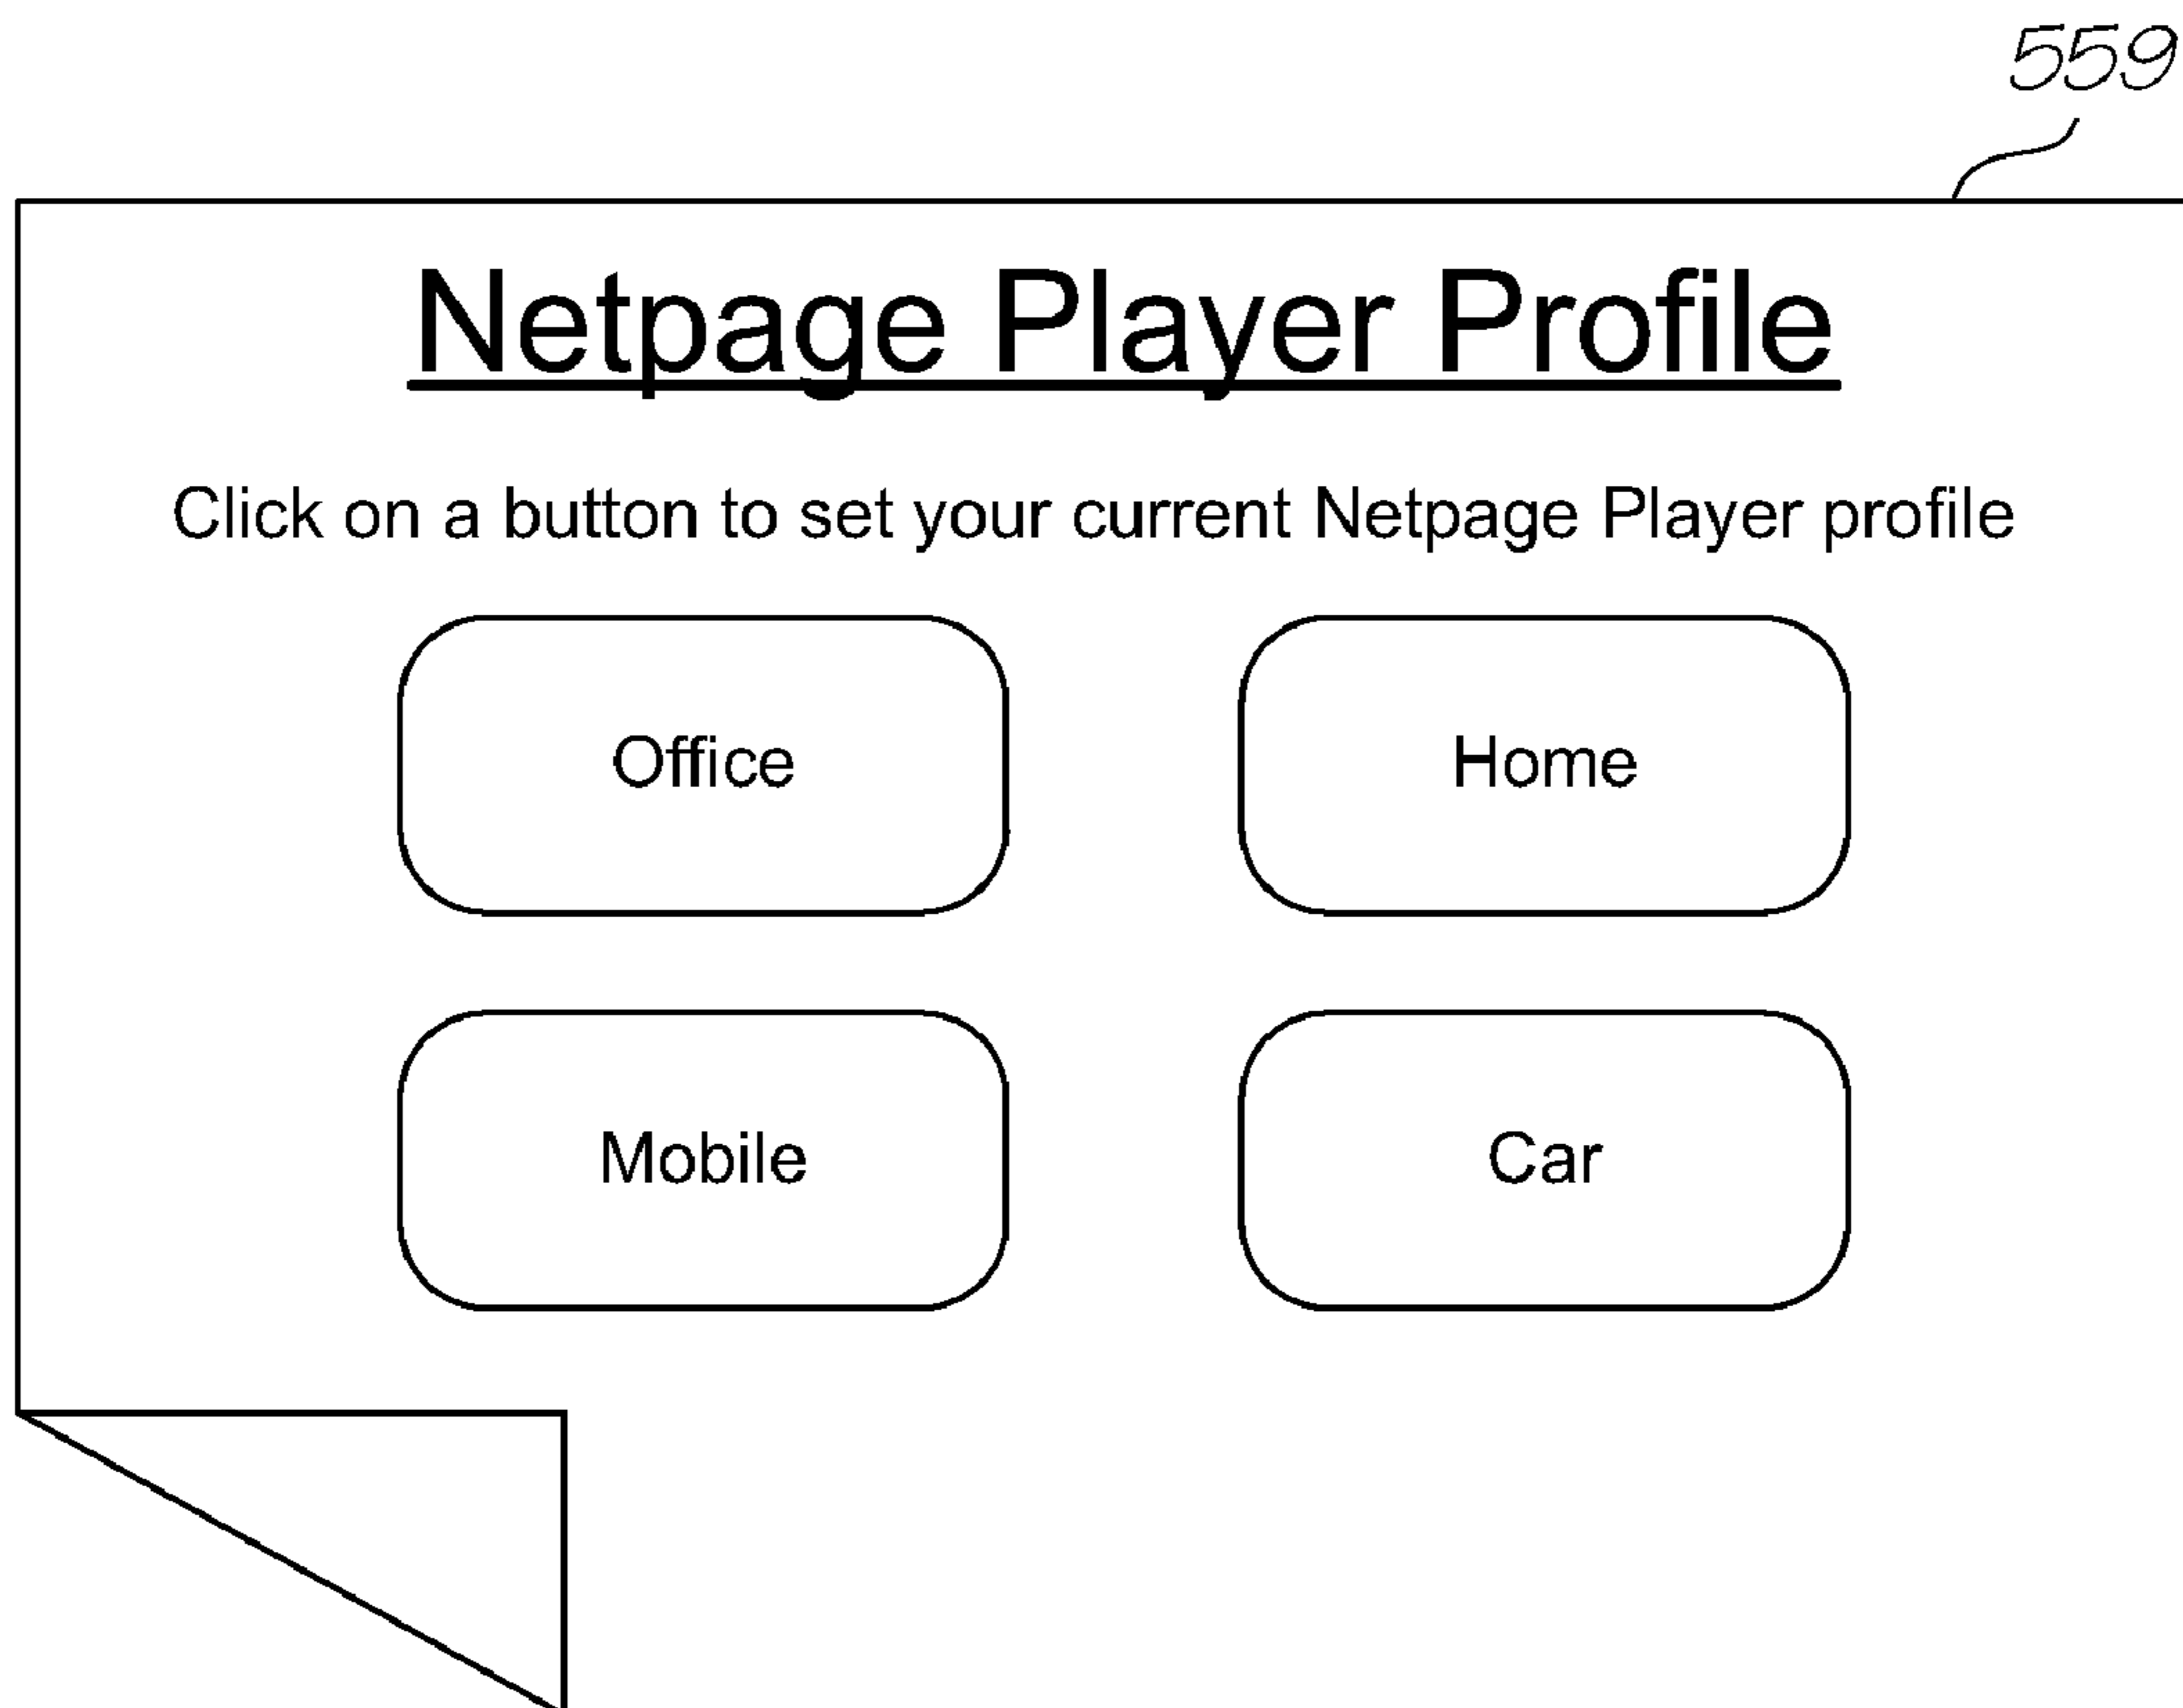 559
Netpage Player Profile
Click on a button to set your current Netpage Player profile
Office Home
Mobile Car